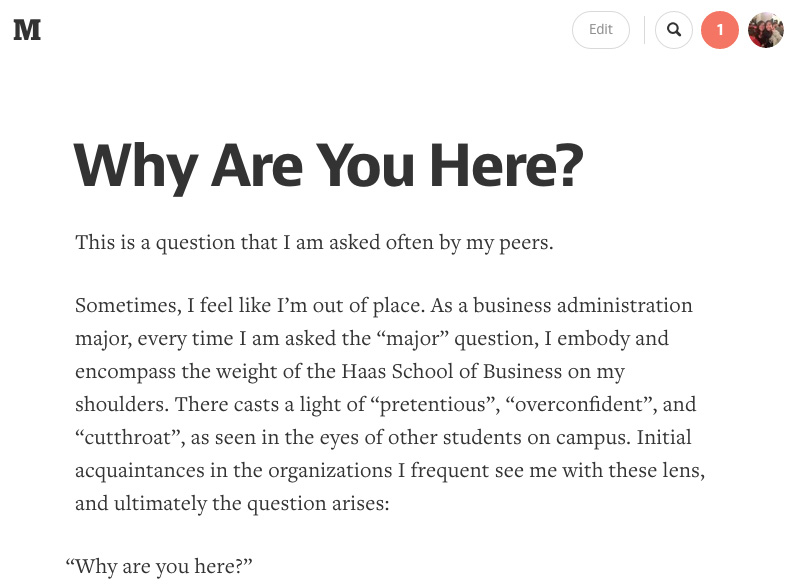 M
Edit
1
Why Are You Here?
This is a question that I am asked often by my peers.
Sometimes, I feel like I’m out of place. As a business administration
major, every time I am asked the “major” question, I embody and
encompass the weight of the Haas School of Business on my
shoulders. There casts a light of “pretentious”, “overconfident”, and
“cutthroat”, as seen in the eyes of other students on campus. Initial
acquaintances in the organizations I frequent see me with these lens,
and ultimately the question arises:
“Why are you here?”